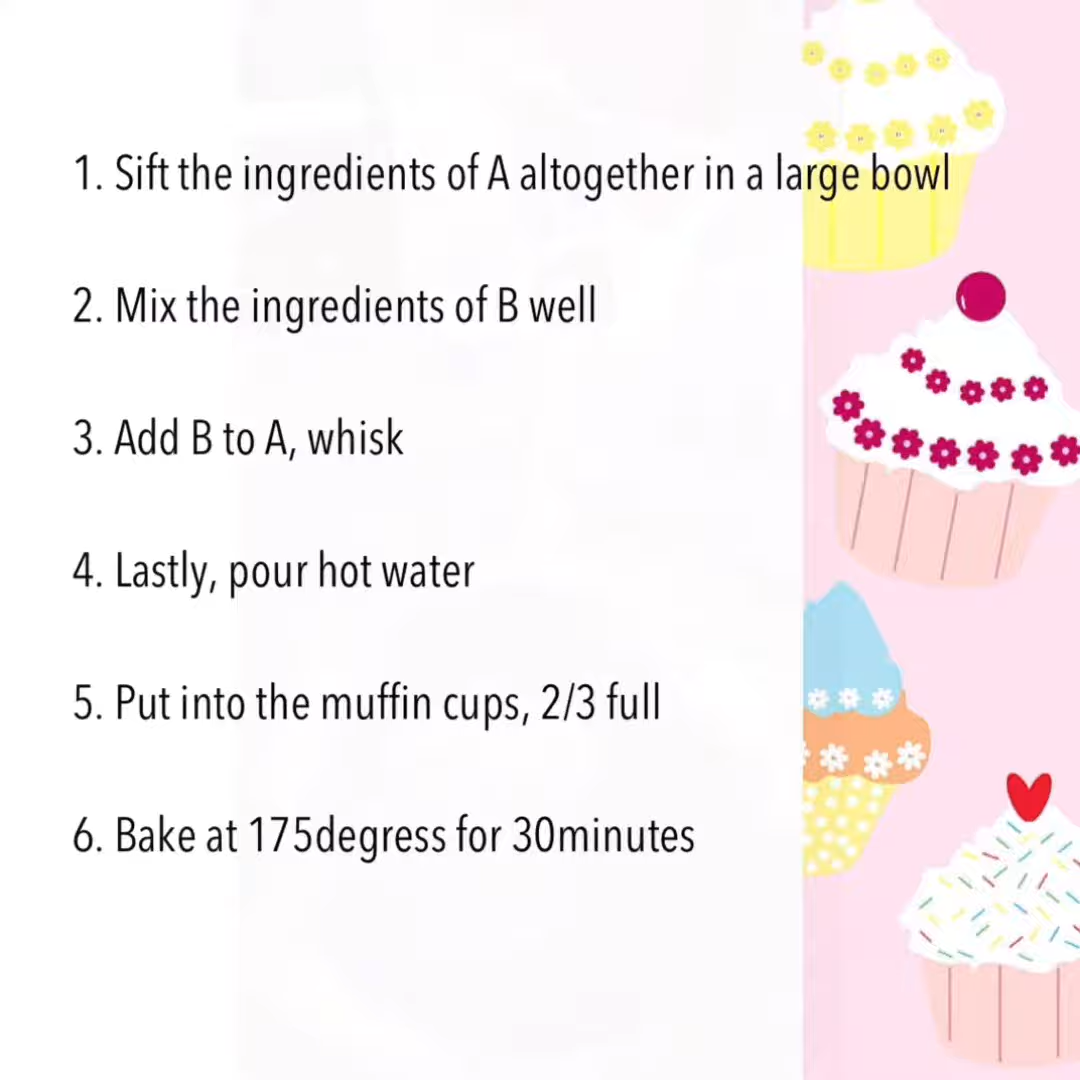 1. Sift the ingredients of A altogether in a large bowl
2. Mix the ingredients of B well
3. Add B to A, whisk
4. Lastly, pour hot water
5. Put into the muffin cups, 2/3 full
6. Bake at 175degress for 30minutes